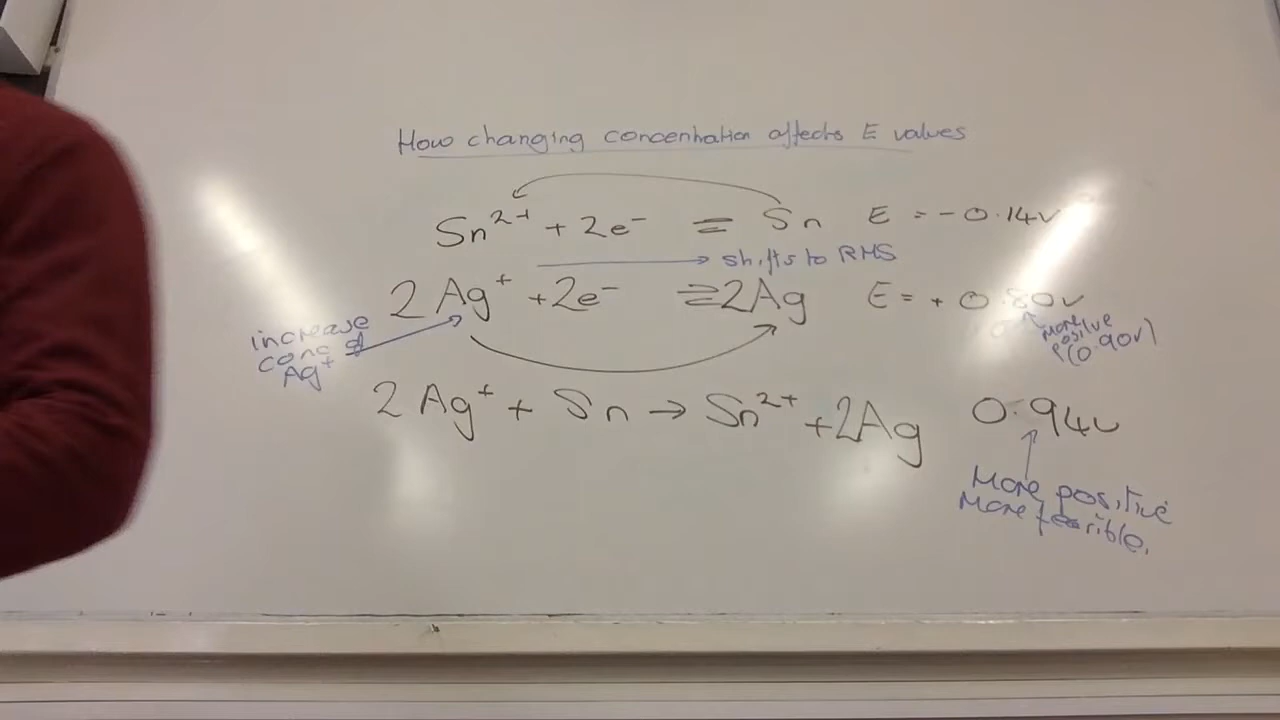 How changing concentration affects E values
Sn²⁺ + 2e⁻ ⇌ Sn E = -0.14v
→ shifts to RHS
2Ag⁺ + 2e⁻ ⇌ 2Ag E = + 0.80v
increase
conc of
Ag⁺
more
positive
(0.90v)
2Ag⁺ + Sn → Sn²⁺ + 2Ag 0.94v
More positive
more feasible.